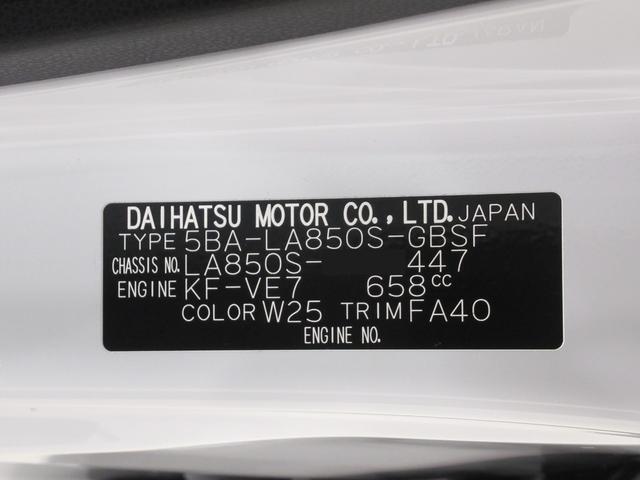 DAIHATSU MOTOR CO.,LTD. JAPAN
TYPE 5BA-LA850S-GBSF
CHASSIS NO. LA850S- 447
ENGINE KF-VE7 658cc
COLOR W25 TRIM FA40
ENGINE NO.